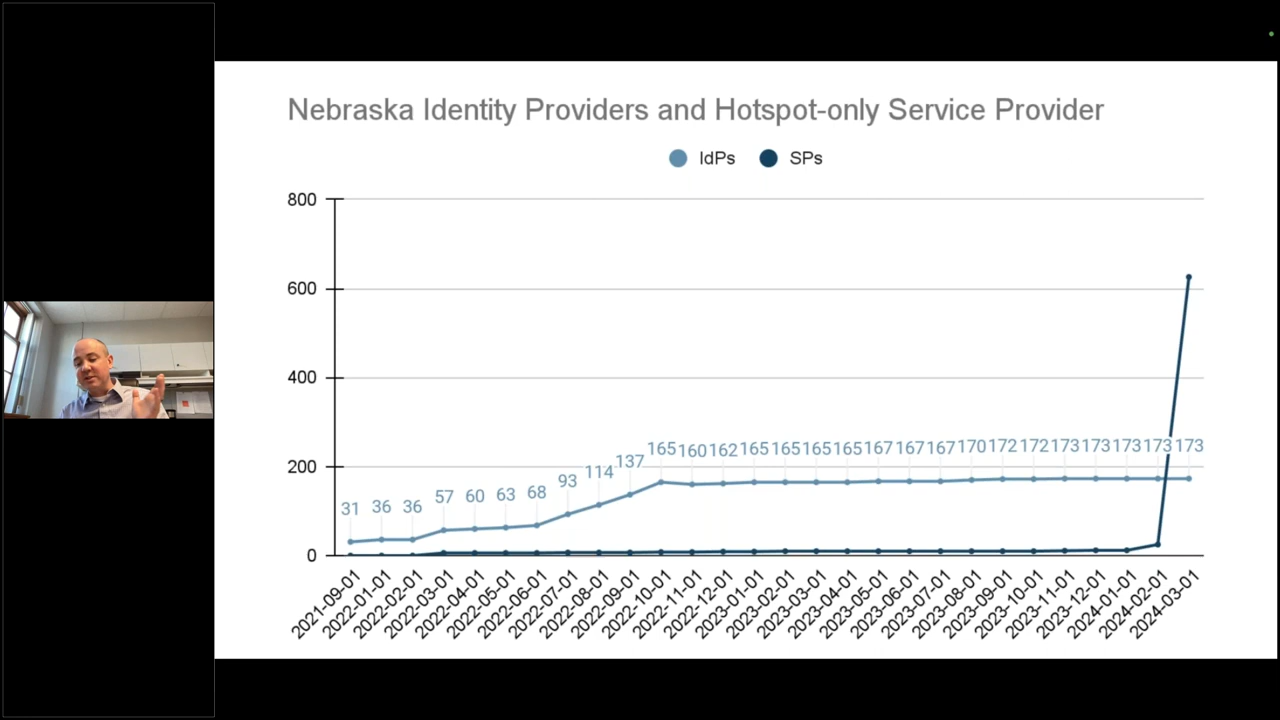 Nebraska Identity Providers and Hotspot-only Service Provider
IdPs SPs
800
600
400
200
0
31 36 36 57 60 63 68 93 114 137 165 160 162 165 165 165 165 167 167 167 170 172 172 173 173 173 173 173
2021-09-01 2022-01-01 2022-02-01 2022-03-01 2022-04-01 2022-05-01 2022-06-01 2022-07-01 2022-08-01 2022-09-01 2022-10-01 2022-11-01 2022-12-01 2023-01-01 2023-02-01 2023-03-01 2023-04-01 2023-05-01 2023-06-01 2023-07-01 2023-08-01 2023-09-01 2023-10-01 2023-11-01 2023-12-01 2024-01-01 2024-02-01 2024-03-01